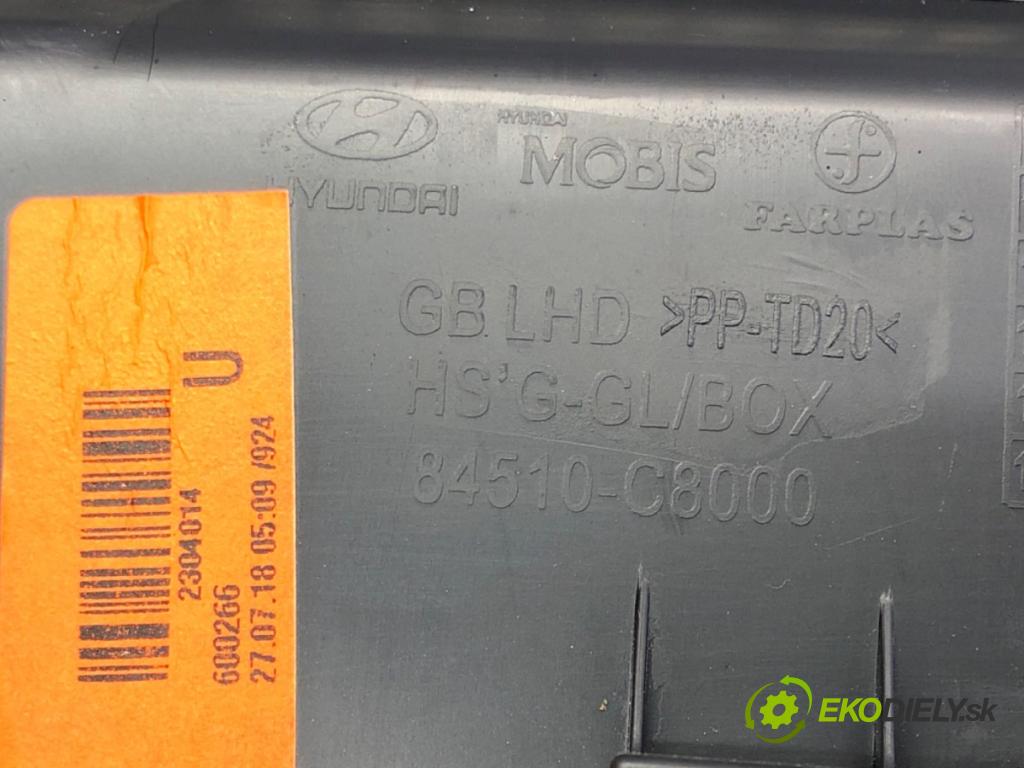 HYUNDAI
HYUNDAI
MOBIS
FARPLAS
GB LHD >PP-TD20<
HS'G-GL/BOX
84510-C8000
U
2304014
600266
27.07.18 05:09 /924
EKODIELY.sk